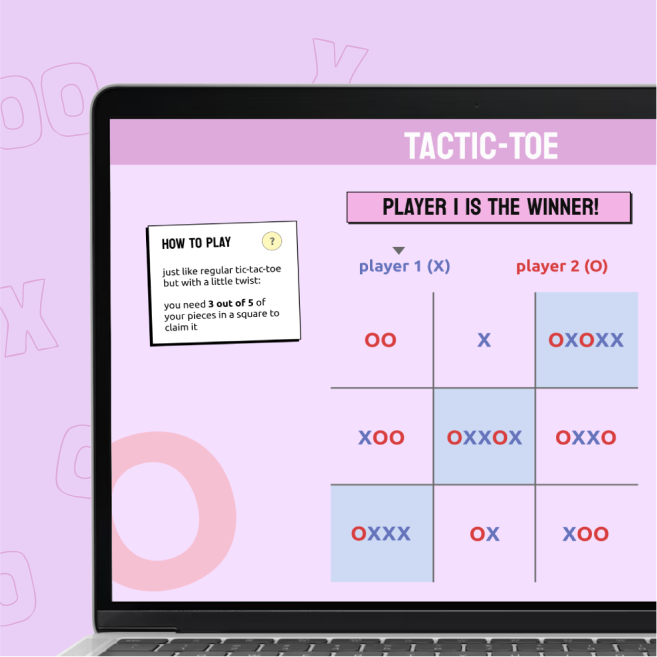 TACTIC-TOE
PLAYER 1 IS THE WINNER!
HOW TO PLAY
?
just like regular tic-tac-toe
but with a little twist:
you need 3 out of 5 of
your pieces in a square to
claim it
player 1 (X)
player 2 (O)
OO
X
OXOXX
XOO
OXXOX
OXXO
OXXX
OX
XOO
OO
X
X
O
O
O